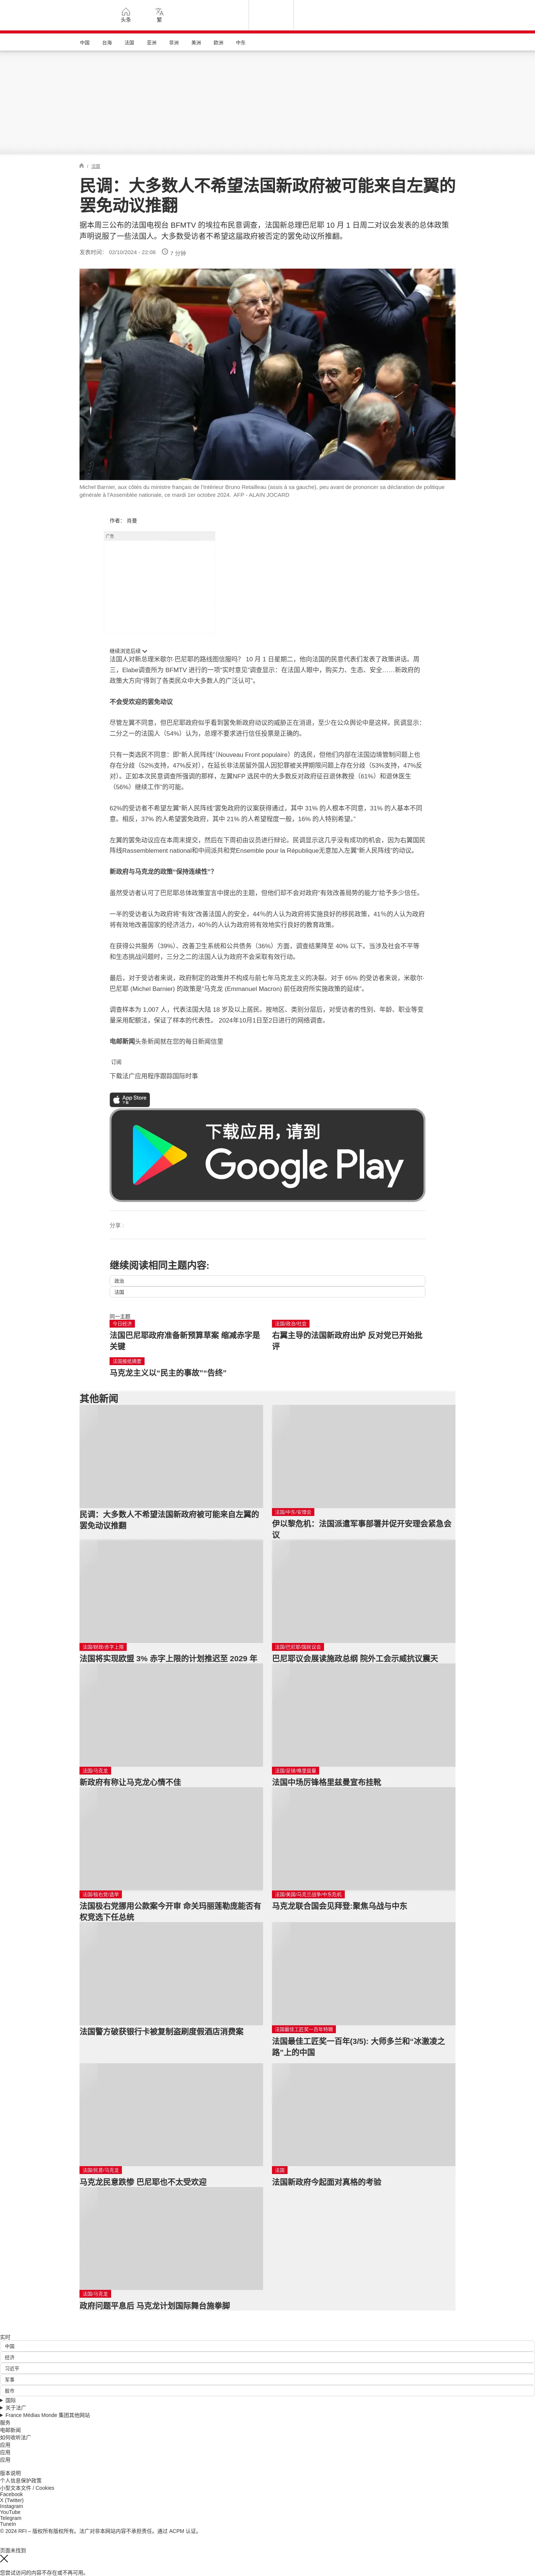 头条
繁
中国
台海
法国
亚洲
非洲
美洲
欧洲
中东
/ 法国
民调：大多数人不希望法国新政府被可能来自左翼的
罢免动议推翻
据本周三公布的法国电视台 BFMTV 的埃拉布民意调查，法国新总理巴尼耶 10 月 1 日周二对议会发表的总体政策
声明说服了一些法国人。大多数受访者不希望这届政府被否定的罢免动议所推翻。
发表时间： 02/10/2024 - 22:08
7 分钟
Michel Barnier, aux côtés du ministre français de l'Intérieur Bruno Retailleau (assis à sa gauche), peu avant de prononcer sa déclaration de politique
générale à l'Assemblée nationale, ce mardi 1er octobre 2024. AFP - ALAIN JOCARD
作者： 肖曼
广告
继续浏览后续
法国人对新总理米歇尔·巴尼耶的路线图信服吗？ 10 月 1 日星期二，他向法国的民意代表们发表了政策讲话。周
三，Elabe调查所为 BFMTV 进行的一项“实时意见”调查显示：在法国人眼中，购买力、生态、安全……新政府的
政策大方向“得到了各类民众中大多数人的广泛认可”。
不会受欢迎的罢免动议
尽管左翼不同意，但巴尼耶政府似乎看到罢免新政府动议的威胁正在消退，至少在公众舆论中是这样。民调显示：
二分之一的法国人（54%）认为，总理不要求进行信任投票是正确的。
只有一类选民不同意：即“新人民阵线”（Nouveau Front populaire）的选民，但他们内部在法国边境管制问题上也
存在分歧（52%支持，47%反对），在延长非法居留外国人因犯罪被关押期限问题上存在分歧（53%支持，47%反
对）。正如本次民意调查所强调的那样，左翼NFP 选民中的大多数反对政府征召退休教授（61%）和退休医生
（56%）继续工作“的可能。
62%的受访者不希望左翼“新人民阵线”罢免政府的议案获得通过，其中 31% 的人根本不同意，31% 的人基本不同
意。相反，37% 的人希望罢免政府，其中 21% 的人希望程度一般，16% 的人特别希望。”
左翼的罢免动议应在本周末提交，然后在下周初由议员进行辩论。民调显示这几乎没有成功的机会，因为右翼国民
阵线Rassemblement national和中间派共和党Ensemble pour la République无意加入左翼“新人民阵线”的动议。
新政府与马克龙的政策“保持连续性”？
虽然受访者认可了巴尼耶总体政策宣言中提出的主题，但他们却不会对政府“有效改善局势的能力”给予多少信任。
一半的受访者认为政府将“有效”改善法国人的安全，44%的人认为政府将实施良好的移民政策，41%的人认为政府
将有效地改善国家的经济活力，40%的人认为政府将有效地实行良好的教育政策。
在获得公共服务（39%）、改善卫生系统和公共债务（36%）方面，调查结果降至 40% 以下。当涉及社会不平等
和生态挑战问题时，三分之二的法国人认为政府不会采取有效行动。
最后，对于受访者来说，政府制定的政策并不构成与前七年马克龙主义的决裂。对于 65% 的受访者来说，米歇尔·
巴尼耶 (Michel Barnier) 的政策是“马克龙 (Emmanuel Macron) 前任政府所实施政策的延续”。
调查样本为 1,007 人，代表法国大陆 18 岁及以上居民。按地区、类别分层后，对受访者的性别、年龄、职业等变
量采用配额法，保证了样本的代表性。 2024年10月1日至2日进行的网络调查。
电邮新闻头条新闻就在您的每日新闻信里
订阅
下载法广应用程序跟踪国际时事
App Store
下载
下载应用，请到
Google Play
分享 :
继续阅读相同主题内容:
政治
法国
同一主题
今日经济
法国巴尼耶政府准备新预算草案 缩减赤字是
关键
法国/政治/社会
右翼主导的法国新政府出炉 反对党已开始批
评
法国报纸摘要
马克龙主义以“民主的事故”“告终”
其他新闻
民调：大多数人不希望法国新政府被可能来自左翼的
罢免动议推翻
法国/中东/安理会
伊以黎危机：法国派遣军事部署并促开安理会紧急会
议
法国/财政/赤字上限
法国将实现欧盟 3% 赤字上限的计划推迟至 2029 年
法国/巴尼耶/国民议会
巴尼耶议会展读施政总纲 院外工会示威抗议震天
法国/马克龙
新政府有称让马克龙心情不佳
法国/足球/格里兹曼
法国中场厉锋格里兹曼宣布挂靴
法国/极右党/选举
法国极右党挪用公款案今开审 命关玛丽莲勒庞能否有
权竞选下任总统
法国/美国/乌克兰战争/中东危机
马克龙联合国会见拜登:聚焦乌战与中东
法国警方破获银行卡被复制盗刷度假酒店消费案
法国最佳工匠奖一百年特辑
法国最佳工匠奖一百年(3/5): 大师多兰和“冰激凌之
路”上的中国
法国/民意/马克龙
马克龙民意跌惨 巴尼耶也不太受欢迎
法国
法国新政府今起面对真格的考验
法国/马克龙
政府问题平息后 马克龙计划国际舞台施拳脚
实时
中国
经济
习近平
军事
股市
国际
关于法广
France Médias Monde 集团其他网站
服务
电邮新闻
如何收听法广
应用
应用
应用
版本说明
个人信息保护政策
小型文本文件 / Cookies
Facebook
X (Twitter)
Instagram
YouTube
Telegram
TuneIn
© 2024 RFI – 版权所有版权所有。法广对非本网站内容不承担责任。通过 ACPM 认证。
页面未找到
您尝试访问的内容不存在或不再可用。